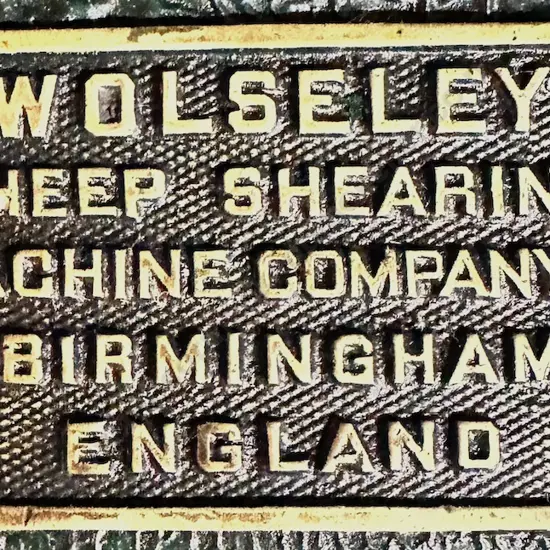 WOLSELEY
HEEP SHEARIN
ACHINE COMPANY
BIRMINGHAM
ENGLAND